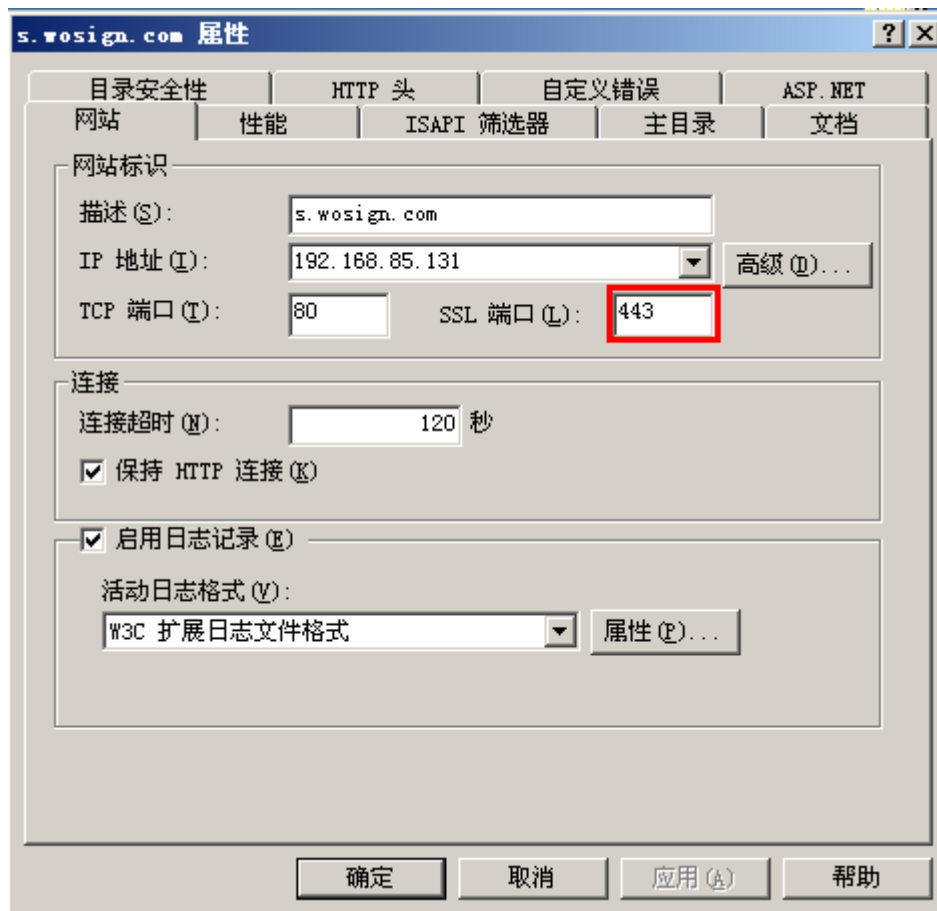 s.wosign.com 属性
目录安全性 HTTP 头 自定义错误 ASP.NET
网站 性能 ISAPI 筛选器 主目录 文档
网站标识
描述(S): s.wosign.com
IP 地址(I): 192.168.85.131 高级(D)...
TCP 端口(T): 80 SSL 端口(L): 443
连接
连接超时(N): 120 秒
保持 HTTP 连接(K)
启用日志记录(E)
活动日志格式(V):
W3C 扩展日志文件格式 属性(P)...
确定 取消 应用(A) 帮助